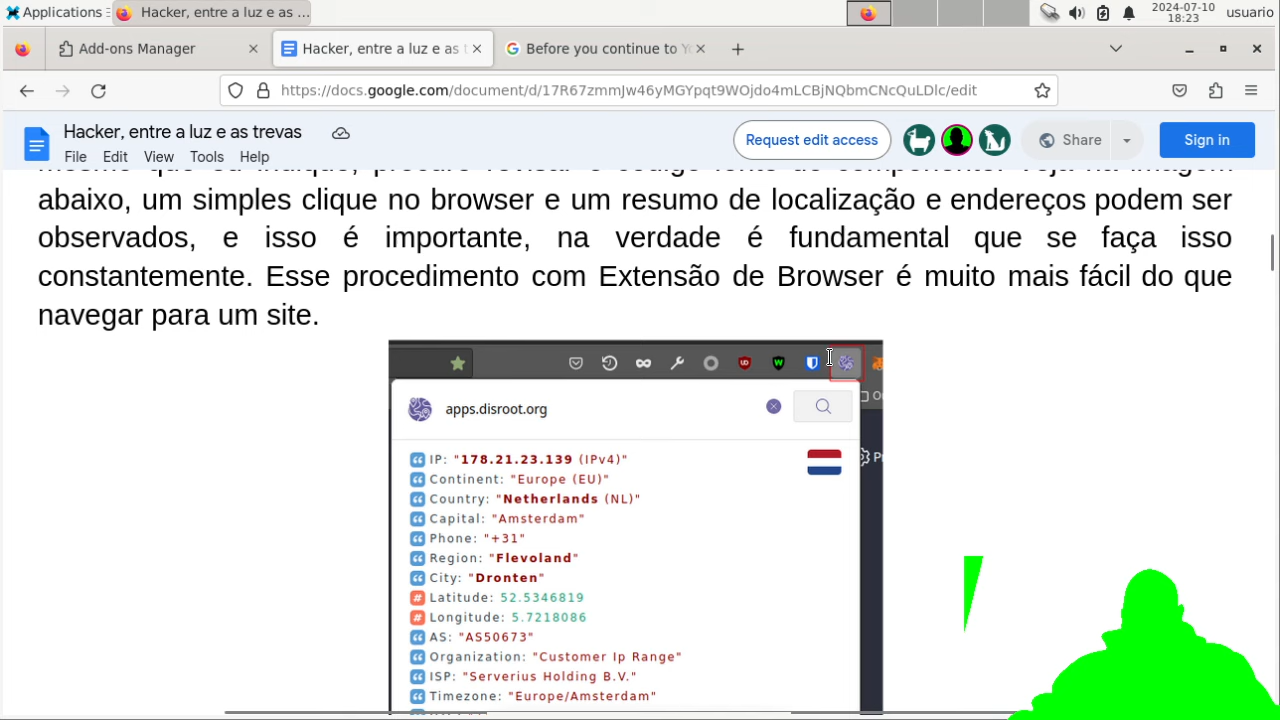 Applications
Hacker, entre a luz e as ...
2024-07-10
18:23
usuario
Add-ons Manager
Hacker, entre a luz e as t
Before you continue to Yo
https://docs.google.com/document/d/17R67zmmJw46yMGYpqt9WOjdo4mLCBjNQbmCNcQuLDlc/edit
Hacker, entre a luz e as trevas
File Edit View Tools Help
Request edit access
Share
Sign in
abaixo, um simples clique no browser e um resumo de localização e endereços podem ser
observados, e isso é importante, na verdade é fundamental que se faça isso
constantemente. Esse procedimento com Extensão de Browser é muito mais fácil do que
navegar para um site.
apps.disroot.org
IP: "178.21.23.139 (IPv4)"
Continent: "Europe (EU)"
Country: "Netherlands (NL)"
Capital: "Amsterdam"
Phone: "+31"
Region: "Flevoland"
City: "Dronten"
Latitude: 52.5346819
Longitude: 5.7218086
AS: "AS50673"
Organization: "Customer Ip Range"
ISP: "Serverius Holding B.V."
Timezone: "Europe/Amsterdam"